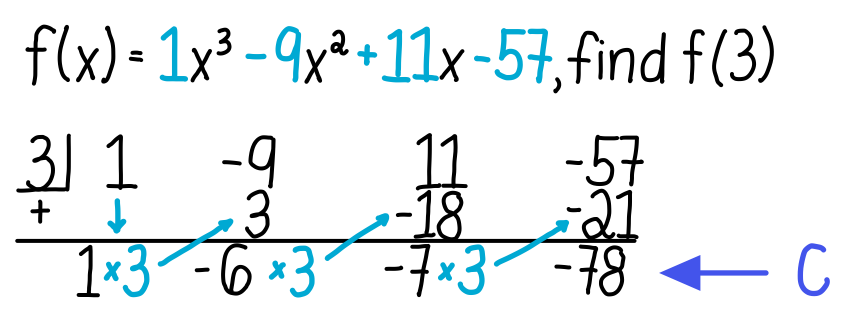 f(x) = 1x³ - 9x² + 11x - 57, find f(3)
3| 1 -9 11 -57
+ ↓ 3 -18 -21
1 ×3 -6 ×3 -7 ×3 -78 ← C